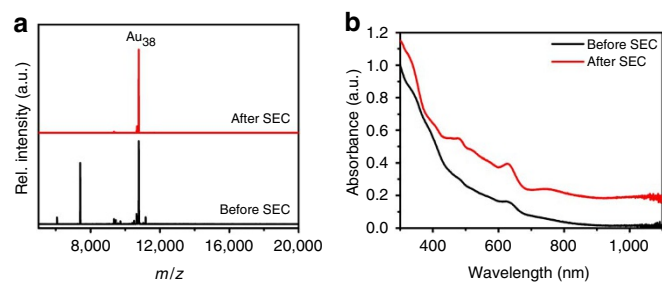 a
Au38
After SEC
Before SEC
Rel. intensity (a.u.)
8,000 12,000 16,000 20,000
m/z
b
Before SEC
After SEC
1.2
1.0
0.8
0.6
0.4
0.2
0.0
Absorbance (a.u.)
400 600 800 1,000
Wavelength (nm)